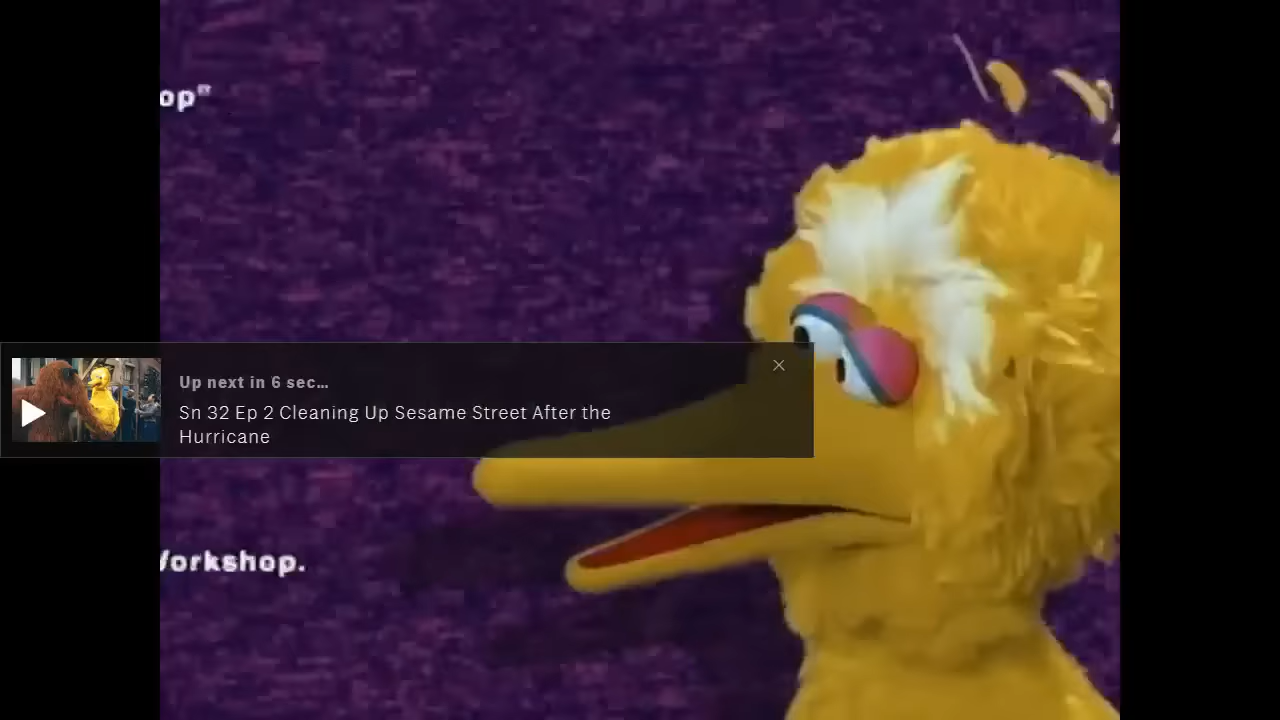 op"
Up next in 6 sec...
Sn 32 Ep 2 Cleaning Up Sesame Street After the
Hurricane
orkshop.